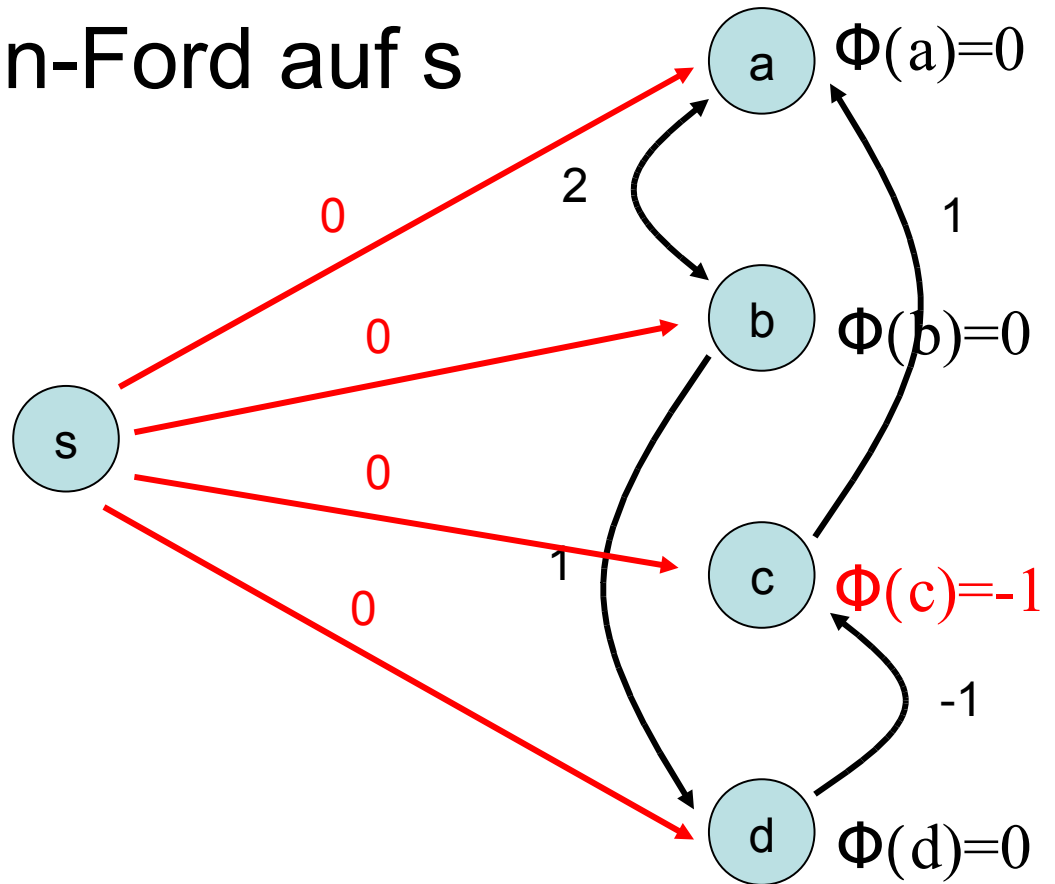 n-Ford auf s
a
Φ(a)=0
2
1
0
b
Φ(b)=0
0
s
0
1
c
Φ(c)=-1
0
-1
d
Φ(d)=0